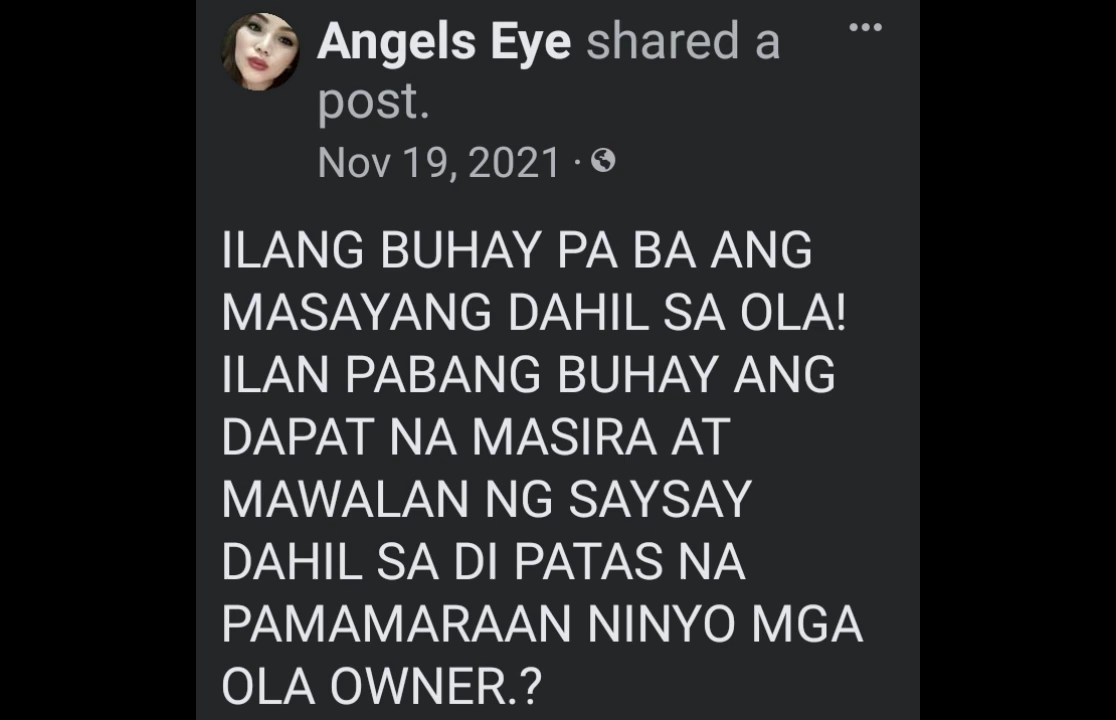 Angels Eye shared a
post.
Nov 19, 2021 ·
ILANG BUHAY PA BA ANG
MASAYANG DAHIL SA OLA!
ILAN PABANG BUHAY ANG
DAPAT NA MASIRA AT
MAWALAN NG SAYSAY
DAHIL SA DI PATAS NA
PAMAMARAAN NINYO MGA
OLA OWNER.?